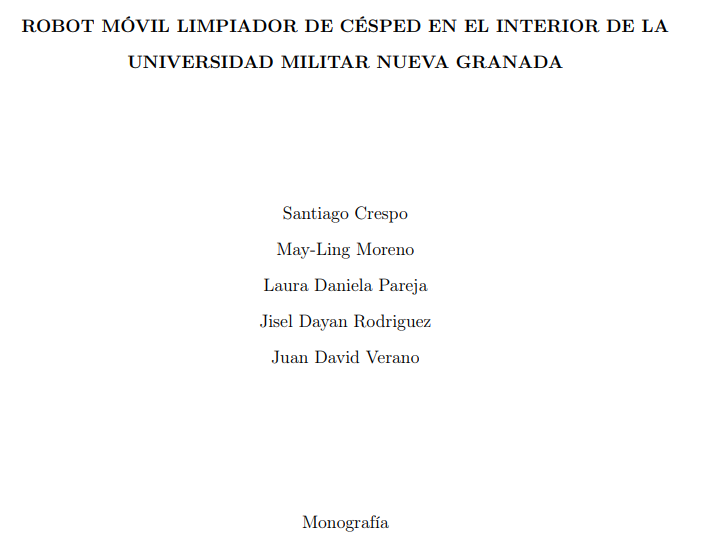 ROBOT MÓVIL LIMPIADOR DE CÉSPED EN EL INTERIOR DE LA
UNIVERSIDAD MILITAR NUEVA GRANADA
Santiago Crespo
May-Ling Moreno
Laura Daniela Pareja
Jisel Dayan Rodriguez
Juan David Verano
Monografía